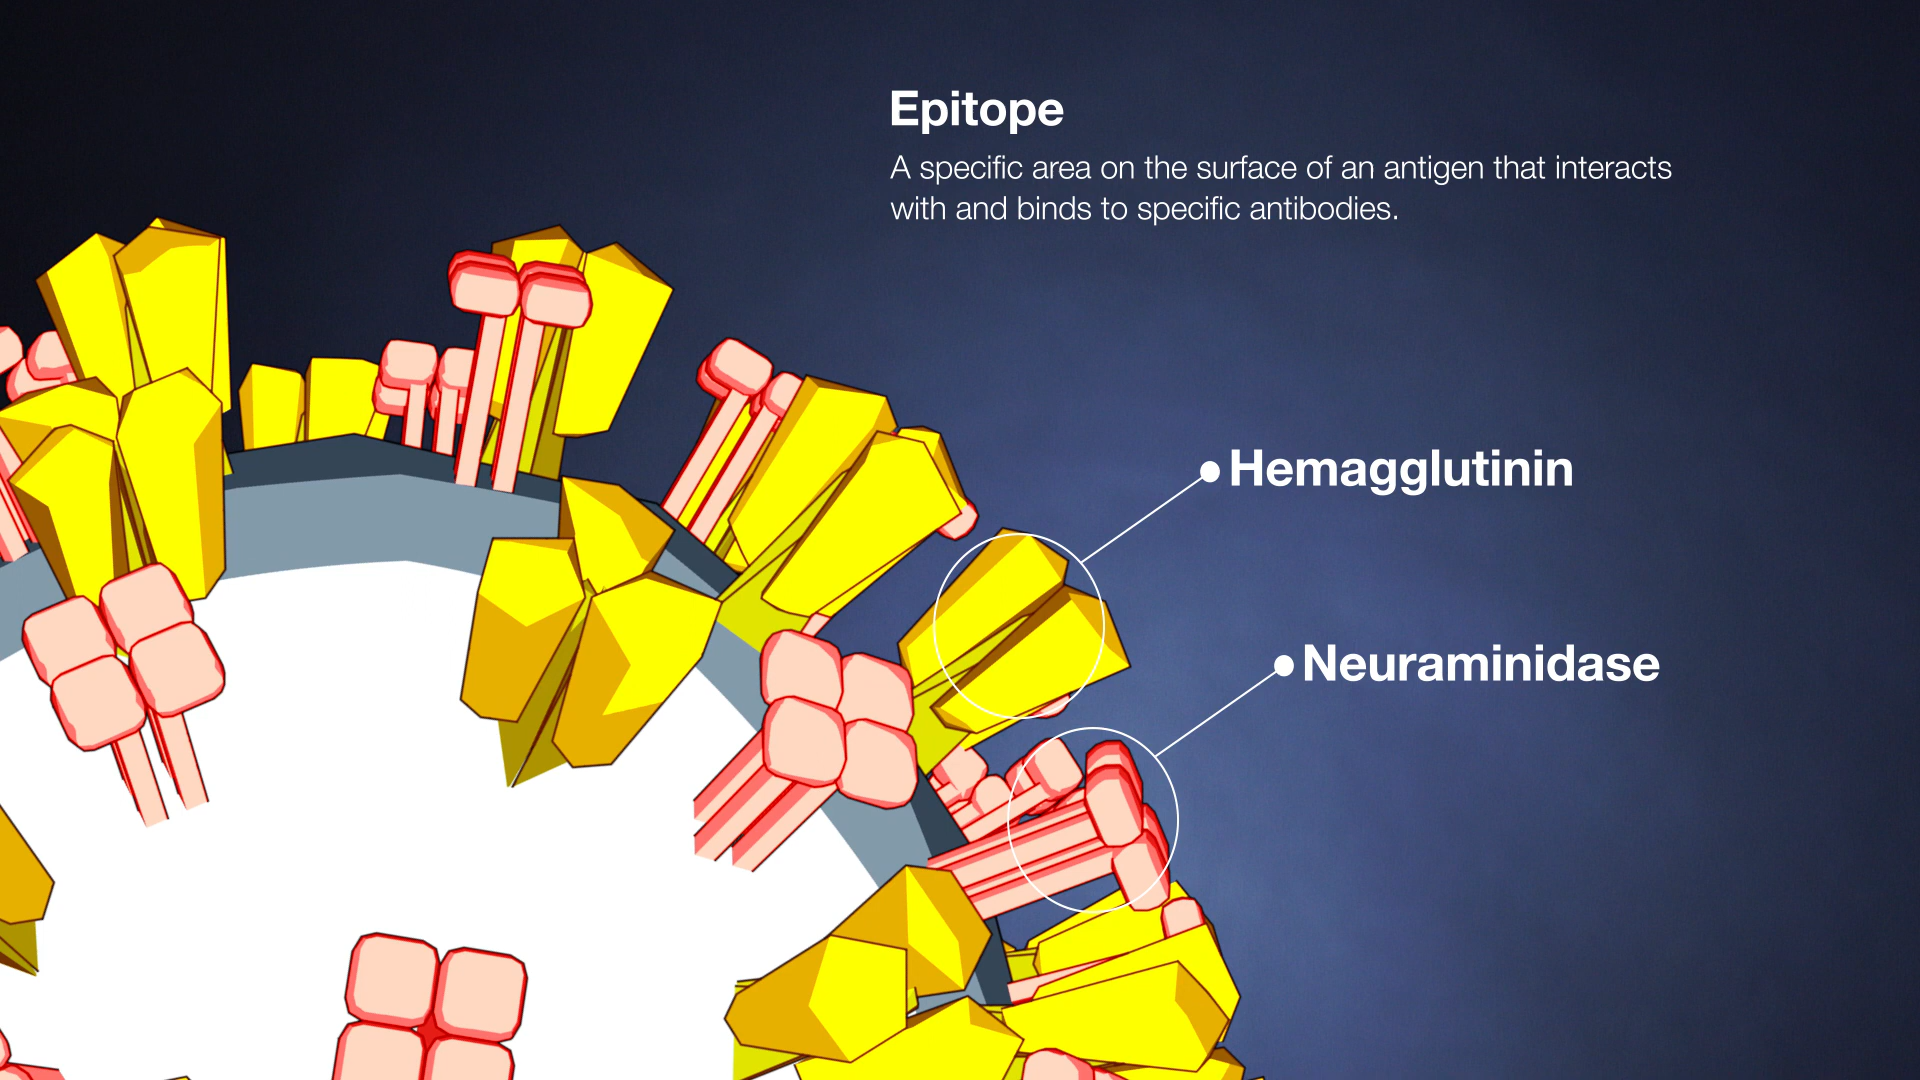 Epitope
A specific area on the surface of an antigen that interacts
with and binds to specific antibodies.
Hemagglutinin
Neuraminidase